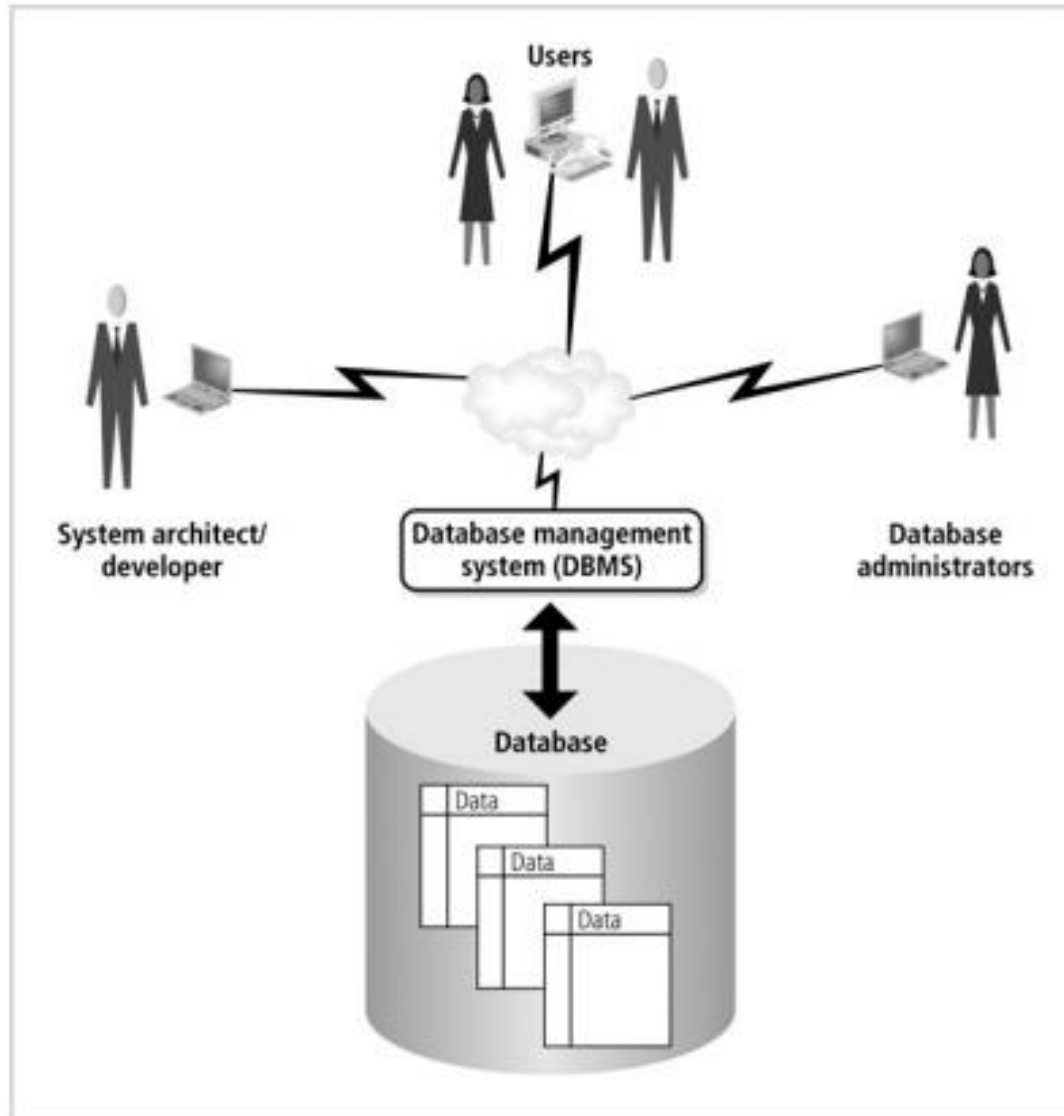 Users
System architect/
developer
Database management
system (DBMS)
Database
administrators
Database
Data
Data
Data